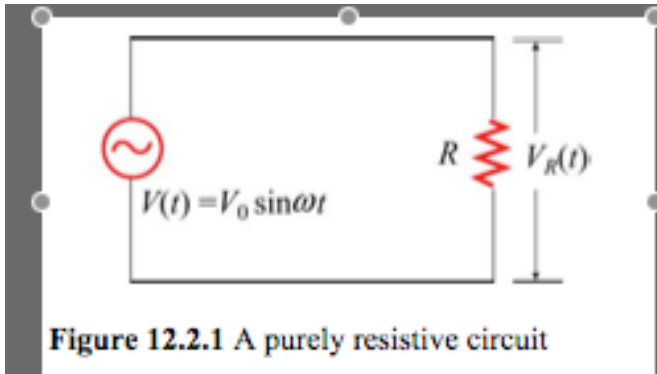 R
V_R(t)
V(t) =V_0 sinωt
Figure 12.2.1 A purely resistive circuit